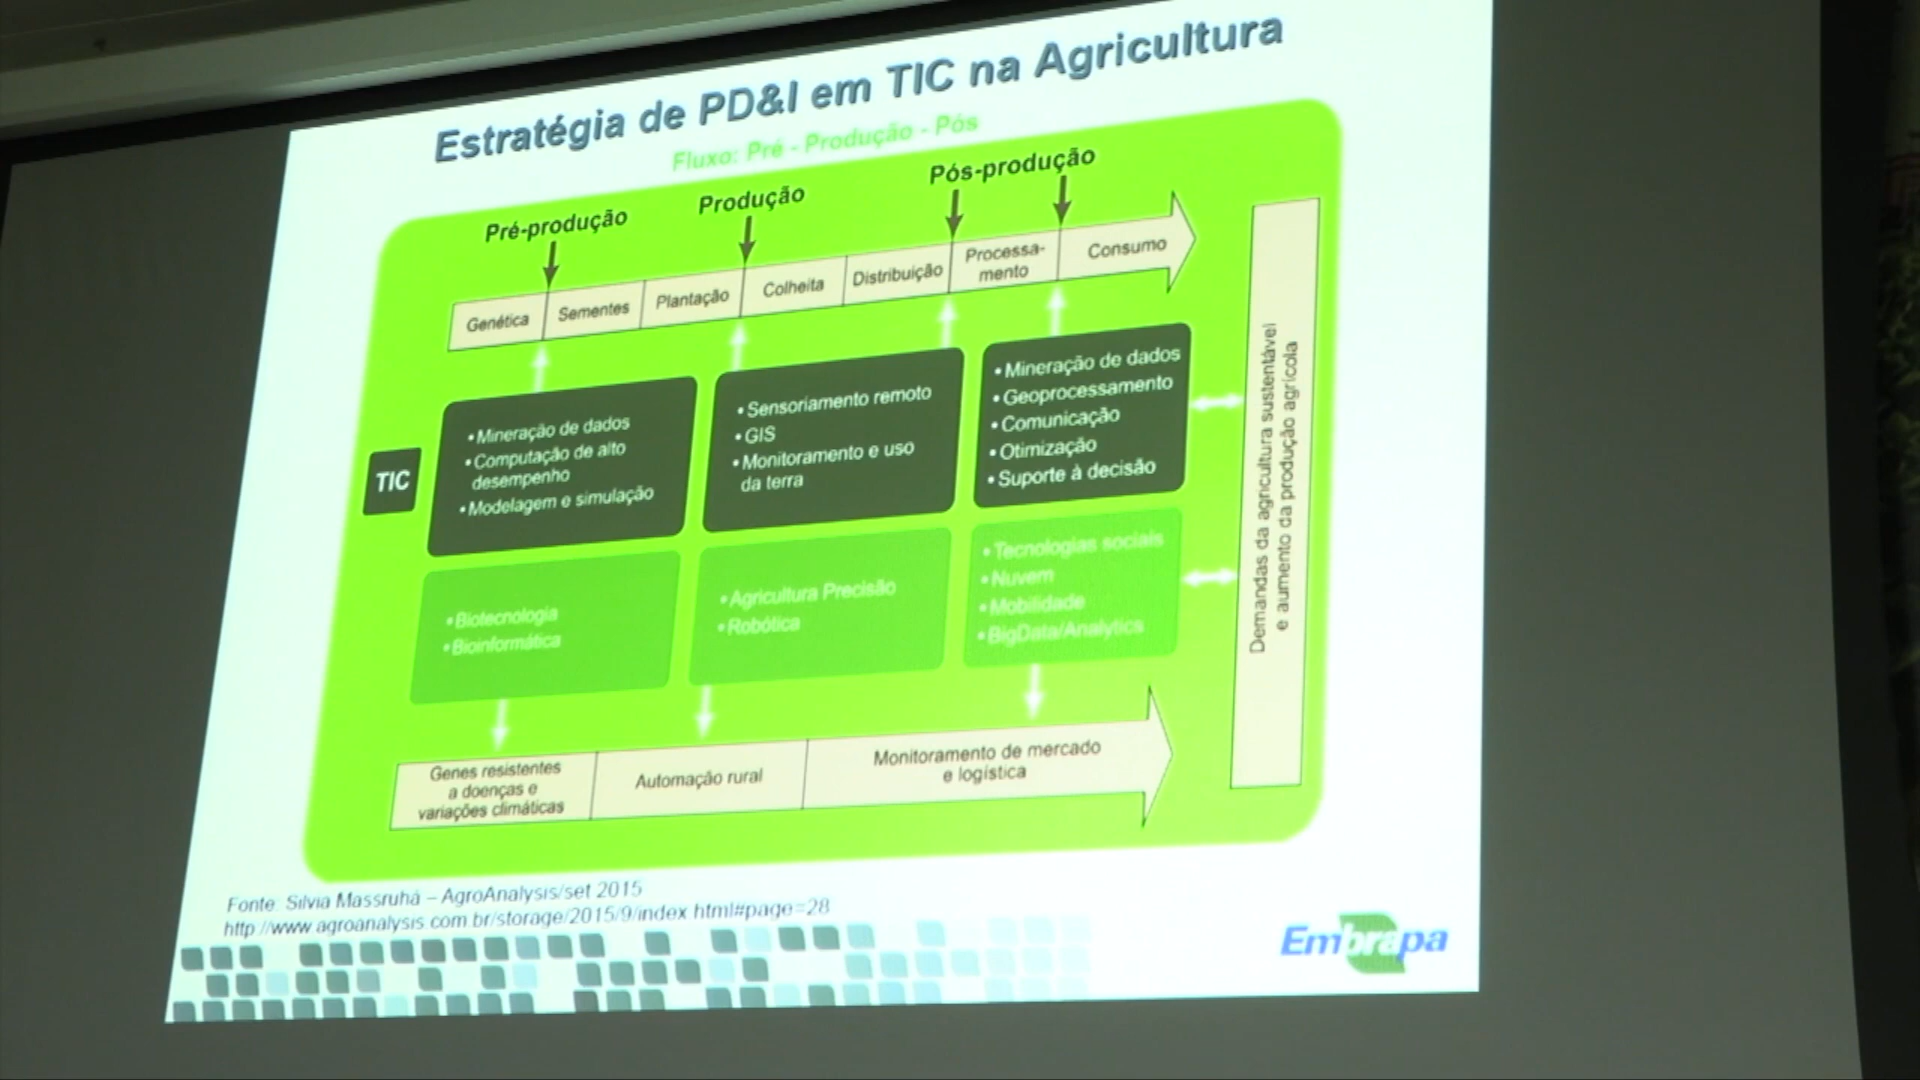 Estratégia de PD&I em TIC na Agricultura
Fluxo: Pré - Produção - Pós
Pré-produção
Produção
Pós-produção
Genética
Sementes
Plantação
Colheita
Distribuição
Processa-
mento
Consumo
TIC
• Mineração de dados
• Computação de alto
desempenho
• Modelagem e simulação
• Sensoriamento remoto
• GIS
• Monitoramento e uso
da terra
• Mineração de dados
• Geoprocessamento
• Comunicação
• Otimização
• Suporte à decisão
• Biotecnologia
• Bioinformática
• Agricultura Precisão
• Robótica
• Tecnologias sociais
• Nuvem
• Mobilidade
• BigData/Analytics
Genes resistentes
a doenças e
variações climáticas
Automação rural
Monitoramento de mercado
e logística
Demandas da agricultura sustentável
e aumento da produção agrícola
Fonte: Silvia Massruhá – AgroAnalysis/set 2015
http://www.agroanalysis.com.br/storage/2015/9/index.html#page=28
Embrapa